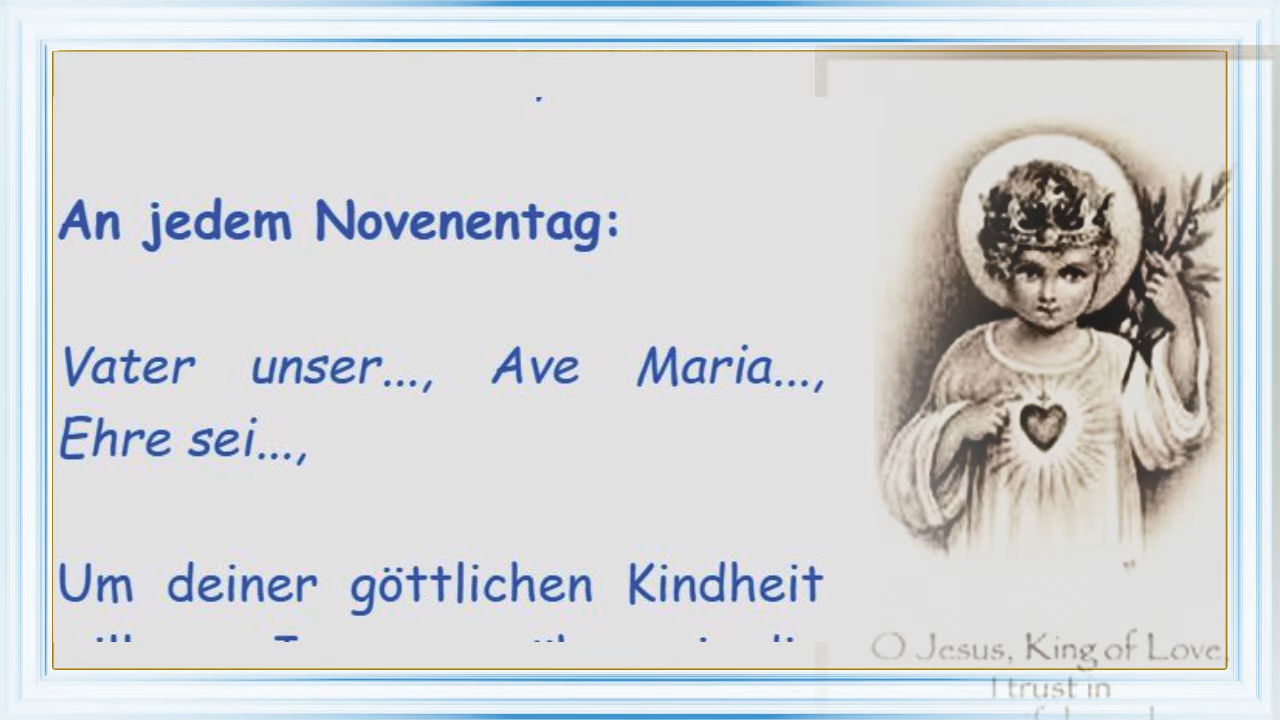 An jedem Novenentag:
Vater unser..., Ave Maria...,
Ehre sei...,
Um deiner göttlichen Kindheit
O Jesus, King of Love,
I trust in